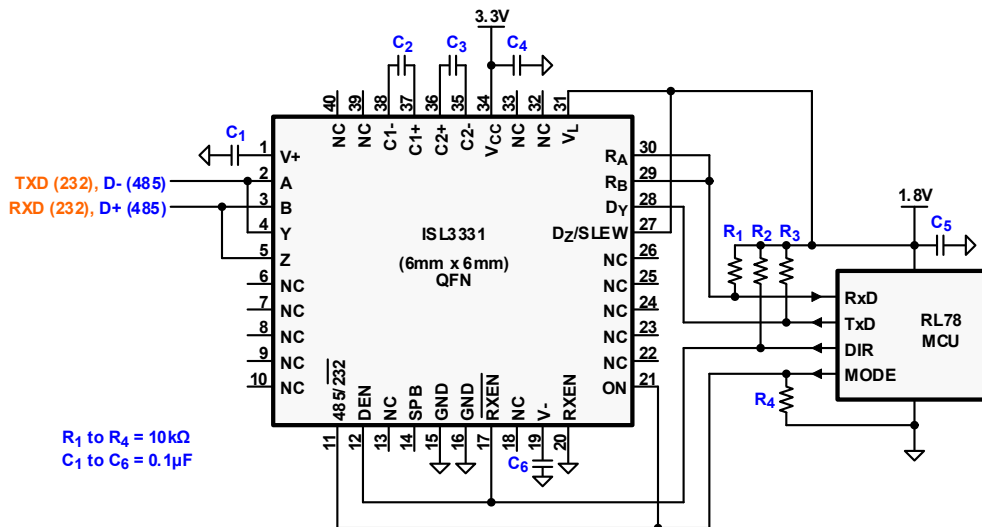 3.3V
C2
C3
C4
40
39
38
37
36
35
34
33
32
31
NC
NC
C1-
C1+
C2+
C2-
VCC
NC
NC
VL
C1
1
V+
RA
30
TXD (232), D- (485)
2
A
RB
29
RXD (232), D+ (485)
3
B
DY
28
4
Y
DZ/SLEW
27
5
Z
NC
26
6
NC
NC
25
7
NC
NC
24
8
NC
NC
23
9
NC
NC
22
10
NC
ON
21
ISL3331
(6mm x 6mm)
QFN
485/232
DEN
NC
SPB
GND
GND
RXEN
NC
V-
RXEN
11
12
13
14
15
16
17
18
19
20
C6
1.8V
C5
R1
R2
R3
RxD
TxD
DIR
MODE
RL78
MCU
R4
R1 to R4 = 10kΩ
C1 to C6 = 0.1µF